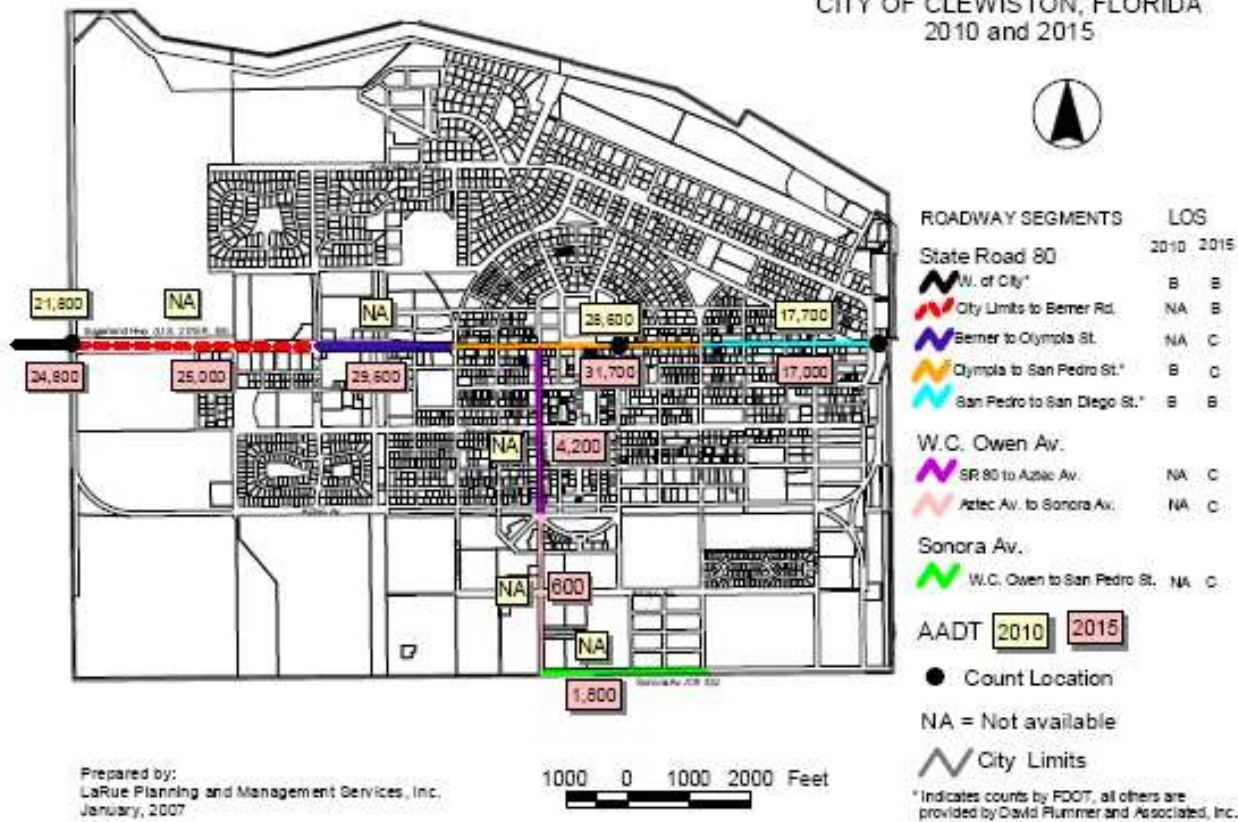 CITY OF CLEWISTON, FLORIDA
2010 and 2015
ROADWAY SEGMENTS LOS
State Road 80 2010 2015
W. of City* B B
City Limits to Berner Rd. NA B
Berner to Olympia St. NA C
Olympia to San Pedro St.* B C
San Pedro to San Diego St.* B B
W.C. Owen Av.
SR 80 to Aztec Av. NA C
Aztec Av. to Sonora Av. NA C
Sonora Av.
W.C. Owen to San Pedro St. NA C
AADT 2010 2015
Count Location
NA = Not available
City Limits
* Indicates counts by FDOT, all others are
provided by David Plummer and Associated, Inc.
21,800 NA NA 28,600 17,700
24,800 25,000 29,600 31,700 17,000
NA 4,200
Aztec Av.
NA 600
NA
1,800
Prepared by:
LaRue Planning and Management Services, Inc.
January, 2007
1000 0 1000 2000 Feet